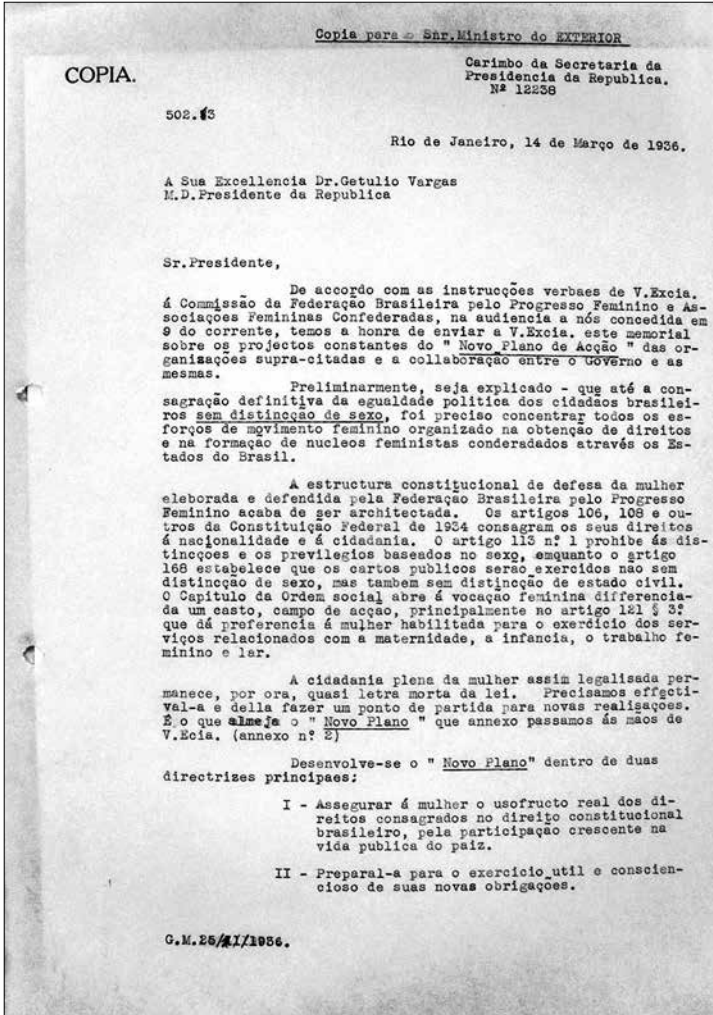 Copia para o Snr.Ministro do EXTERIOR
COPIA.
Carimbo da Secretaria da
Presidencia da Republica.
Nº 12238
502.13
Rio de Janeiro, 14 de Março de 1936.
A Sua Excellencia Dr.Getulio Vargas
M.D.Presidente da Republica
Sr.Presidente,
De accordo com as instrucções verbaes de V.Excia.
á Commissão da Federação Brasileira pelo Progresso Feminino e As-
sociações Femininas Confederadas, na audiencia a nós concedida em
9 do corrente, temos a honra de enviar a V.Excia. este memorial
sobre os projectos constantes do " Novo Plano de Acção " das or-
ganizações supra-citadas e a collaboração entre o Governo e as
mesmas.
Preliminarmente, seja explicado - que até a con-
sagração definitiva da egualdade politica dos cidadãos brasilei-
ros sem distincção de sexo, foi preciso concentrar todos os es-
forços de movimento feminino organizado na obtenção de direitos
e na formação de nucleos feministas conderadados através os Es-
tados do Brasil.
A estructura constitucional de defesa da mulher
eleborada e defendida pela Federação Brasileira pelo Progresso
Feminino acaba de ser architectada. Os artigos 106, 108 e ou-
tros da Constituição Federal de 1934 consagram os seus direitos
á nacionalidade e á cidadania. O artigo 113 n? 1 prohibe ás dis-
tincções e os previlegios baseados no sexo, emquanto o artigo
168 estabelece que os cartos publicos serão exercidos não sem
distincção de sexo, mas tambem sem distincção de estado civil.
O Capitulo da Ordem social abre á vocação feminina differencia-
da um casto, campo de acção, principalmente no artigo 121 § 3?
que dá preferencia á mulher habilitada para o exerdicio dos ser-
viços relacionados com a maternidade, a infancia, o trabalho fe-
minino e lar.
A cidadania plena da mulher assim legalisada per-
manece, por ora, quasi letra morta da lei. Precisamos effecti-
val-a e della fazer um ponto de partida para novas realisações.
É o que almeja o " Novo Plano " que annexo passamos ás mãos de
V.Ecia. (annexo n? 2)
Desenvolve-se o " Novo Plano" dentro de duas
directrizes principaes;
I - Assegurar á mulher o usofructo real dos di-
reitos consagrados no direito constitucional
brasileiro, pela participação crescente na
vida publica do paiz.
II - Preparal-a para o exercicio util e conscien-
cioso de suas novas obrigações.
G.M.25/ /1936.